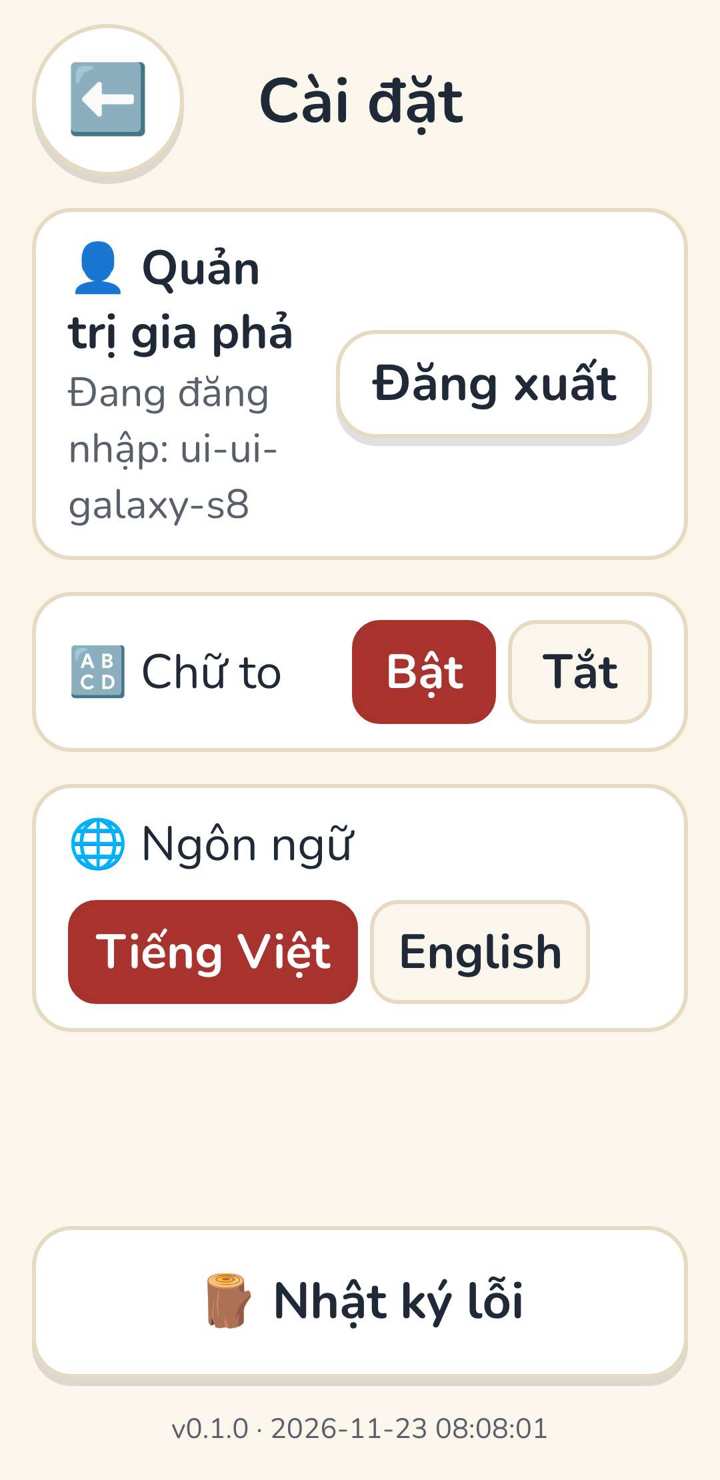 Cài đặt
Quản
trị gia phả
Đang đăng
nhập: ui-ui-
galaxy-s8
Đăng xuất
Chữ to
Bật
Tắt
Ngôn ngữ
Tiếng Việt
English
Nhật ký lỗi
v0.1.0 · 2026-11-23 08:08:01